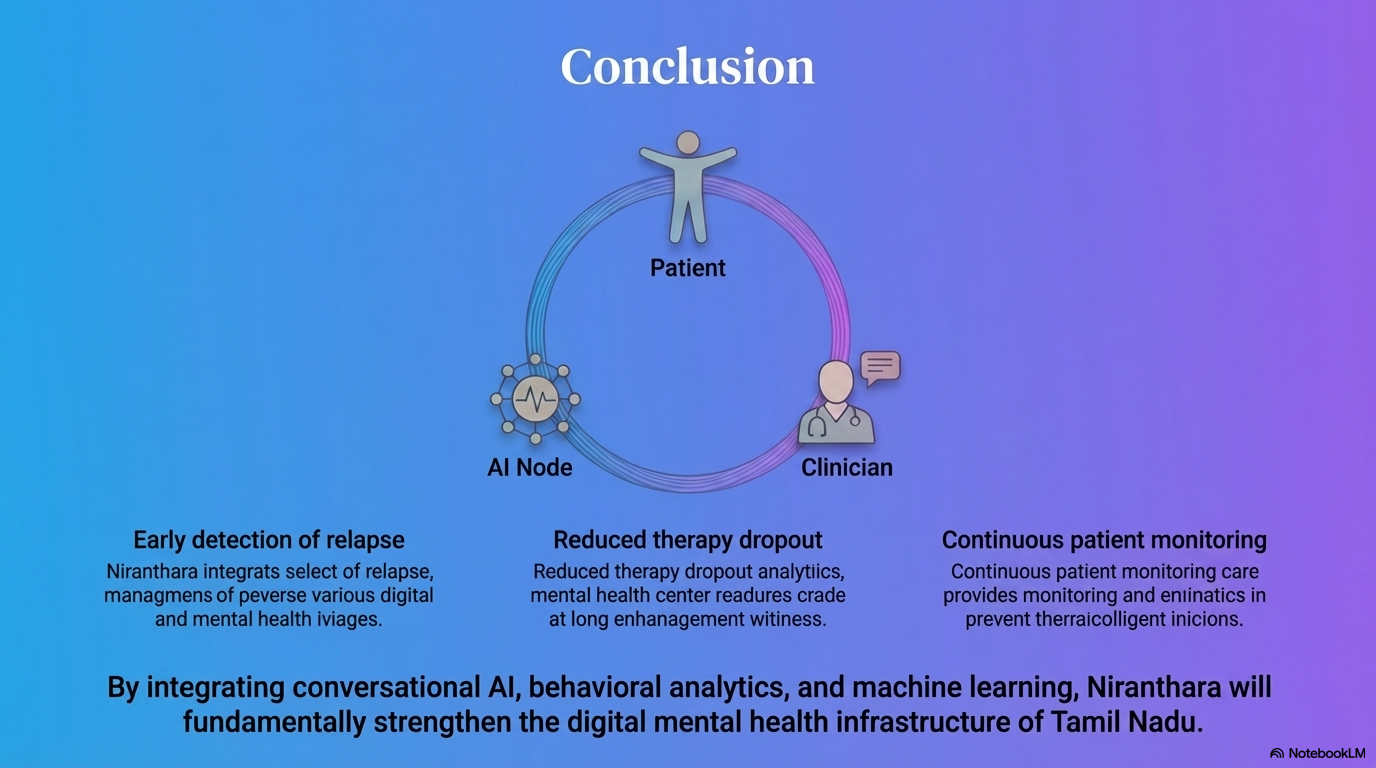 Conclusion
Patient
AI Node
Clinician
Early detection of relapse
Niranthara integrats select of relapse,
managmens of peverse various digital
and mental health iviages.
Reduced therapy dropout
Reduced therapy dropout analytiics,
mental health center readures crade
at long enhanagement witiness.
Continuous patient monitoring
Continuous patient monitoring care
provides monitoring and eniinatics in
prevent therraicolligent inicions.
By integrating conversational AI, behavioral analytics, and machine learning, Niranthara will
fundamentally strengthen the digital mental health infrastructure of Tamil Nadu.
NotebookLM